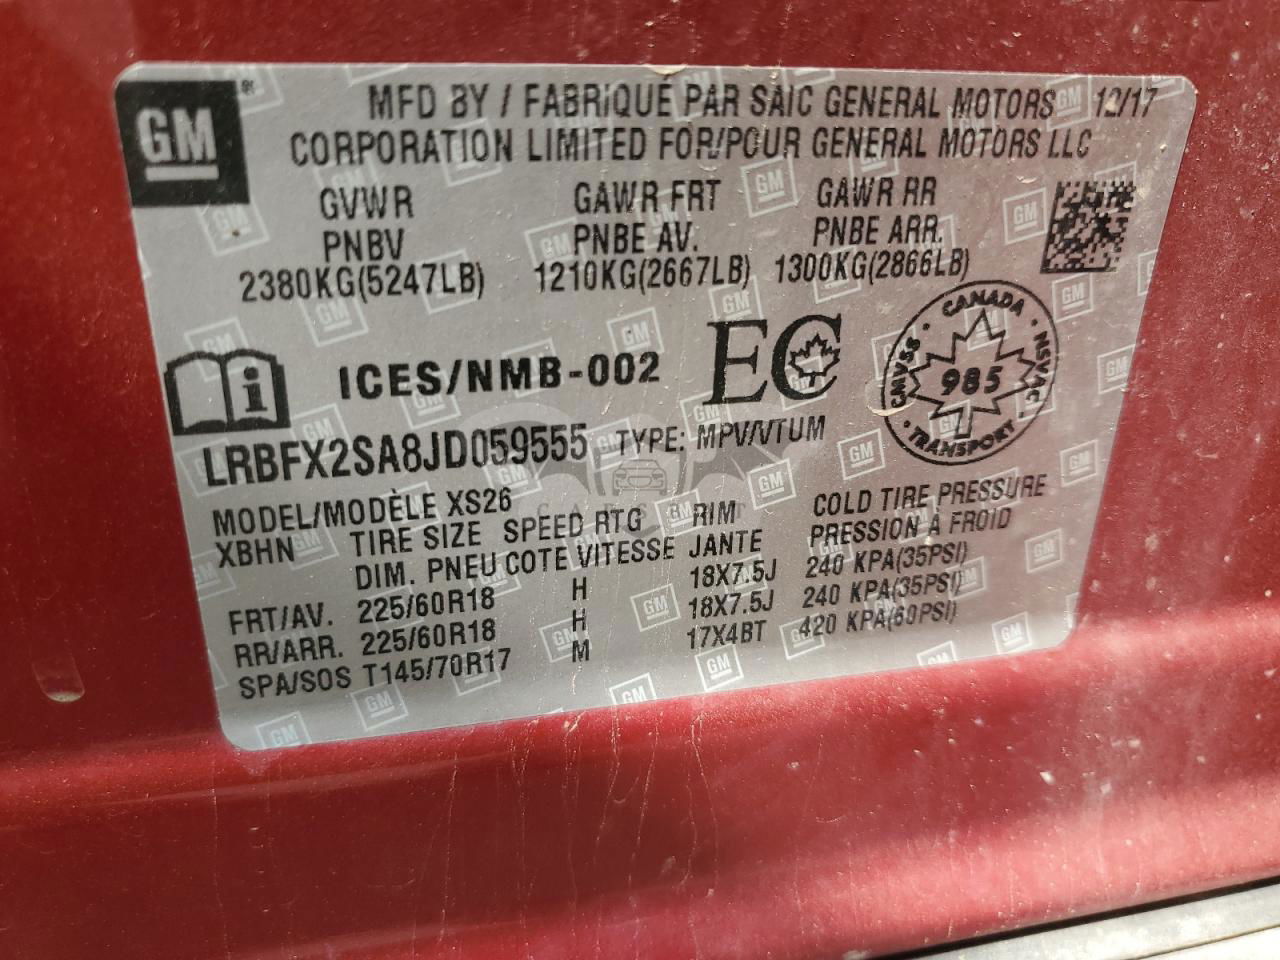 GM
MFD BY / FABRIQUÉ PAR SAIC GENERAL MOTORS 12/17
CORPORATION LIMITED FOR/POUR GENERAL MOTORS LLC
GVWR GAWR FRT GAWR RR
PNBV PNBE AV. PNBE ARR.
2380KG(5247LB) 1210KG(2667LB) 1300KG(2866LB)
ICES/NMB-002 EC
CANADA
CMVSS NSVAC
985
TRANSPORT
LRBFX2SA8JD059555 TYPE: MPV/VTUM
MODEL/MODÈLE XS26
XBHN TIRE SIZE SPEED RTG RIM COLD TIRE PRESSURE
DIM. PNEU COTE VITESSE JANTE PRESSION À FROID
FRT/AV. 225/60R18 H 18X7.5J 240 KPA(35PSI)
RR/ARR. 225/60R18 H 18X7.5J 240 KPA(35PSI)
SPA/SOS T145/70R17 M 17X4BT 420 KPA(60PSI)